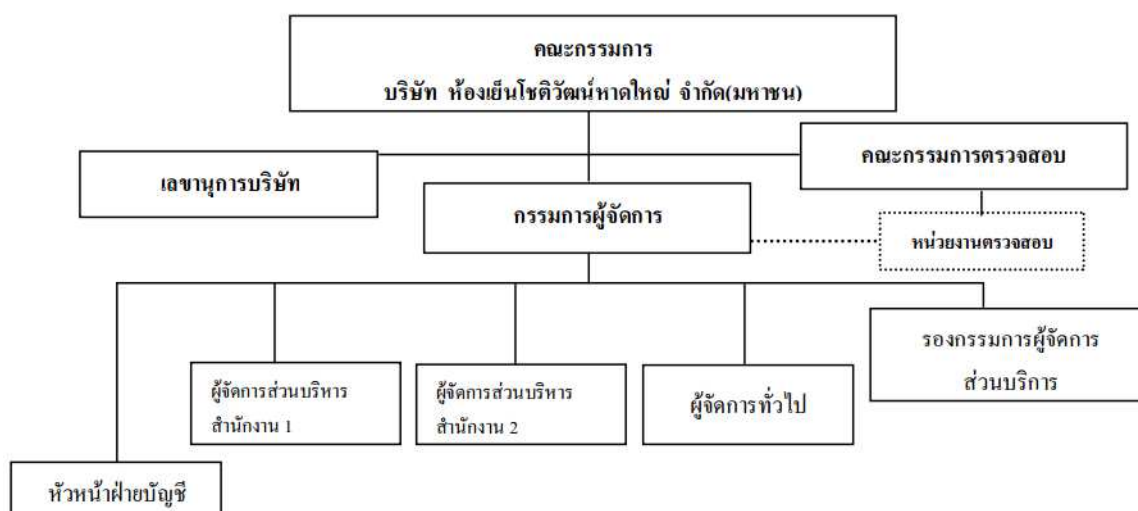 คณะกรรมการ
บริษัท ห้องเย็นโชติวัฒน์หาดใหญ่ จำกัด(มหาชน)
เลขานุการบริษัท
คณะกรรมการตรวจสอบ
กรรมการผู้จัดการ
หน่วยงานตรวจสอบ
ผู้จัดการส่วนบริหาร
สำนักงาน 1
ผู้จัดการส่วนบริหาร
สำนักงาน 2
ผู้จัดการทั่วไป
รองกรรมการผู้จัดการ
ส่วนบริการ
หัวหน้าฝ่ายบัญชี